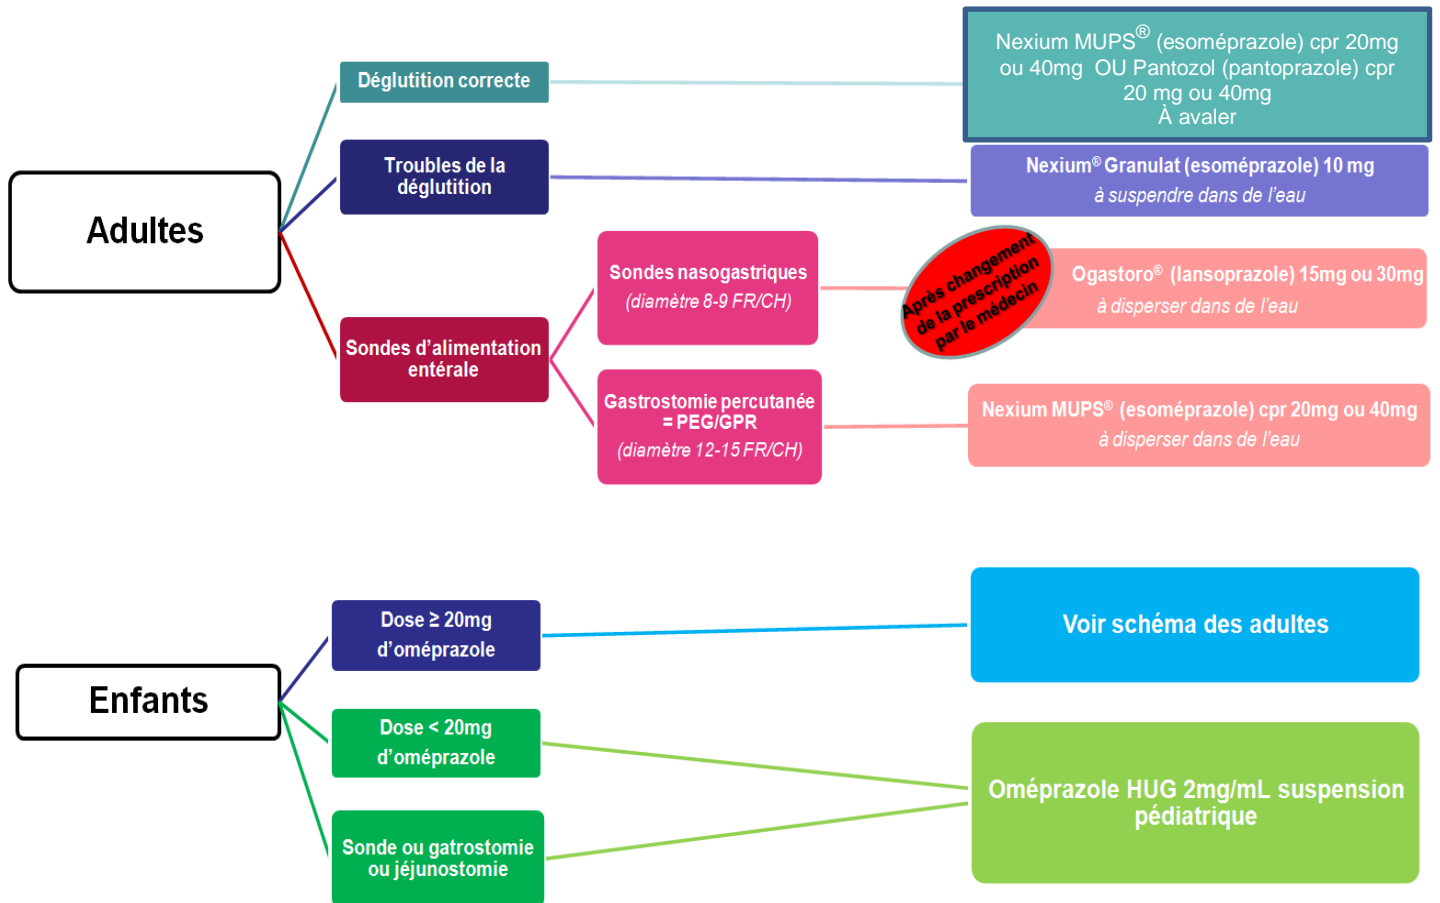 Adultes
Déglutition correcte
Nexium MUPS® (esoméprazole) cpr 20mg
ou 40mg OU Pantozol (pantoprazole) cpr
20 mg ou 40mg
À avaler
Troubles de la
déglutition
Nexium® Granulat (esoméprazole) 10 mg
à suspendre dans de l'eau
Sondes d'alimentation
entérale
Sondes nasogastriques
(diamètre 8-9 FR/CH)
Après changement
de la prescription
par le médecin
Ogastoro® (lansoprazole) 15mg ou 30mg
à disperser dans de l'eau
Gastrostomie percutanée
= PEG/GPR
(diamètre 12-15 FR/CH)
Nexium MUPS® (esoméprazole) cpr 20mg ou 40mg
à disperser dans de l'eau
Enfants
Dose ≥ 20mg
d'oméprazole
Voir schéma des adultes
Dose < 20mg
d'oméprazole
Sonde ou gatrostomie
ou jéjunostomie
Oméprazole HUG 2mg/mL suspension
pédiatrique